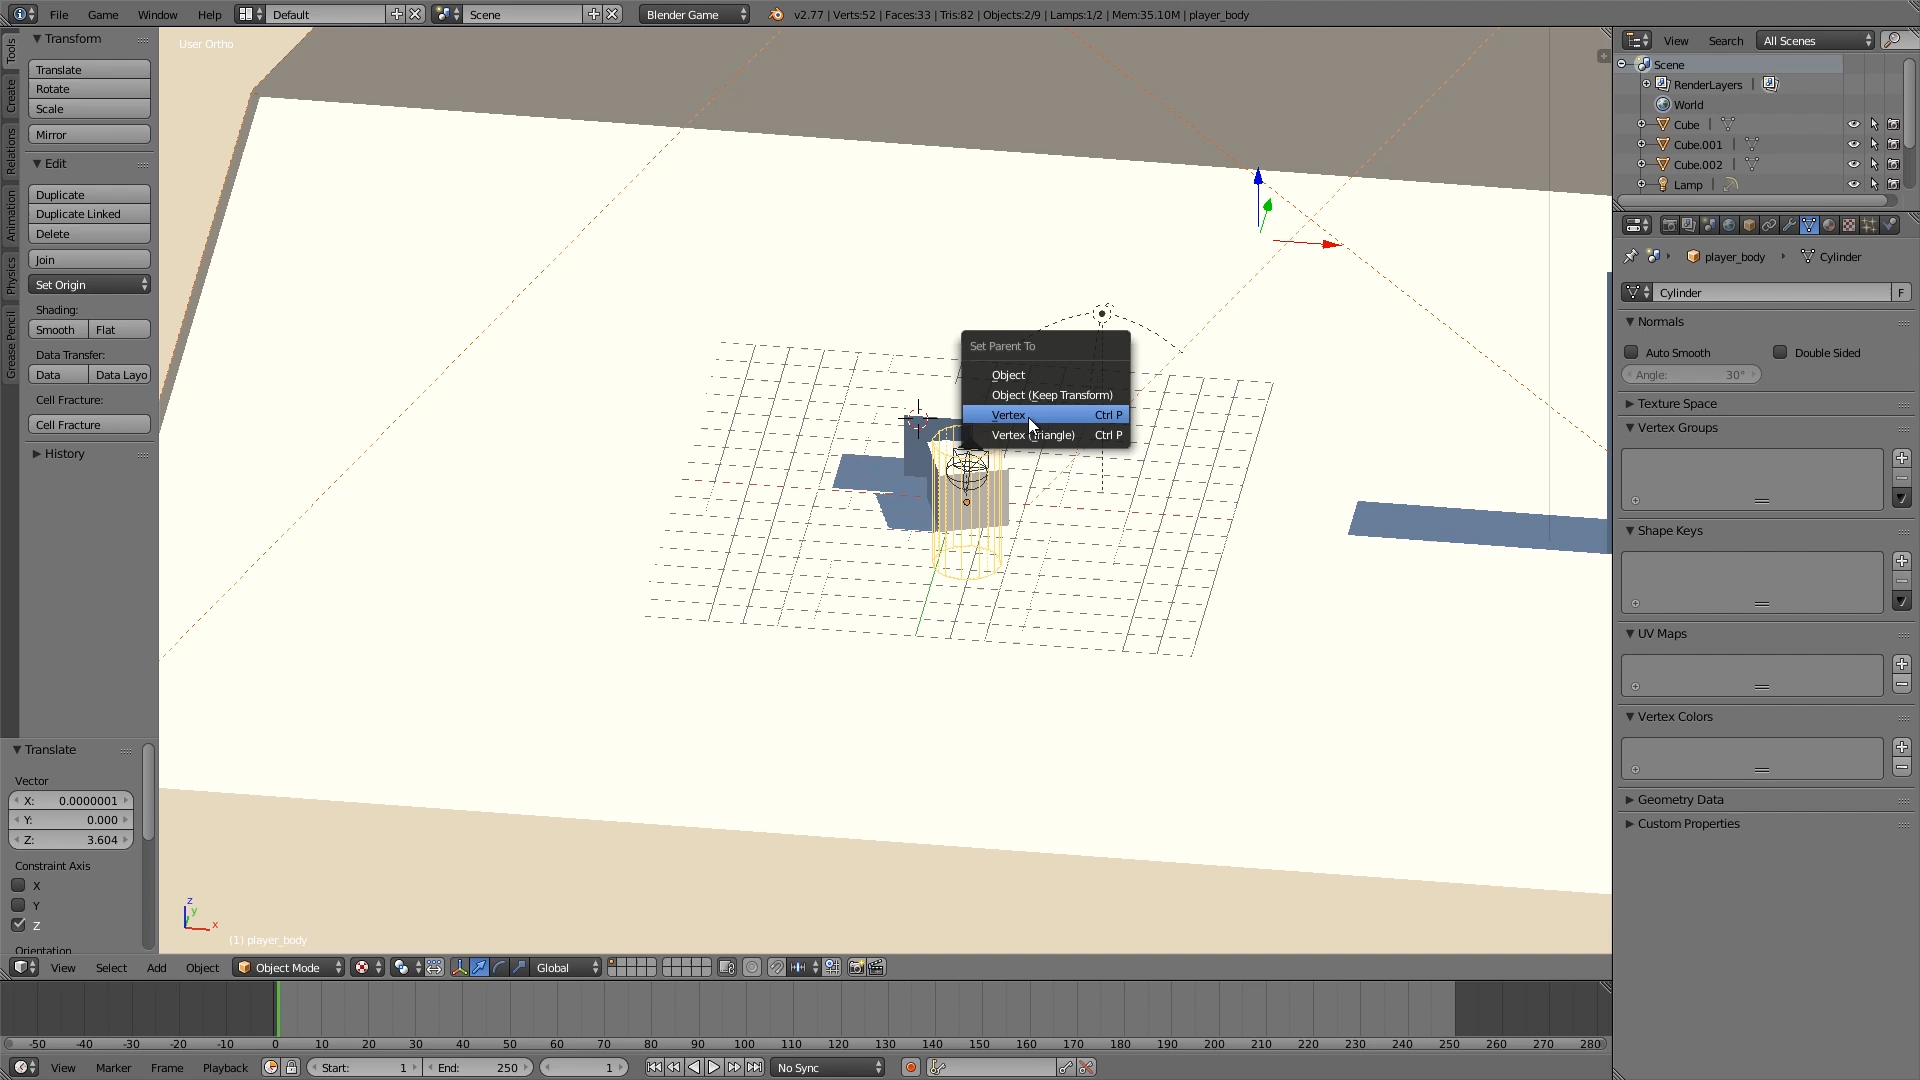 File Game Window Help Default Scene Blender Game v2.77 | Verts:52 | Faces:33 | Tris:82 | Objects:2/9 | Lamps:1/2 | Mem:35.10M | player_body
Tools
Create
Relations
Animation
Physics
Grease Pencil
Transform
Translate
Rotate
Scale
Mirror
Edit
Duplicate
Duplicate Linked
Delete
Join
Set Origin
Shading:
Smooth Flat
Data Transfer:
Data Data Layo
Cell Fracture:
Cell Fracture
History
Translate
Vector
X: 0.0000001
Y: 0.000
Z: 3.604
Constraint Axis
X
Y
Z
Orientation
User Ortho
Set Parent To
Object
Object (Keep Transform)
Vertex Ctrl P
Vertex (Triangle) Ctrl P
z
y
x
(1) player_body
View Select Add Object Object Mode Global
-50 -40 -30 -20 -10 0 10 20 30 40 50 60 70 80 90 100 110 120 130 140 150 160 170 180 190 200 210 220 230 240 250 260 270 280
View Marker Frame Playback Start: 1 End: 250 1 No Sync
View Search All Scenes
Scene
RenderLayers |
World
Cube |
Cube.001 |
Cube.002 |
Lamp |
player_body Cylinder
Cylinder F
Normals
Auto Smooth Double Sided
Angle: 30°
Texture Space
Vertex Groups
Shape Keys
UV Maps
Vertex Colors
Geometry Data
Custom Properties